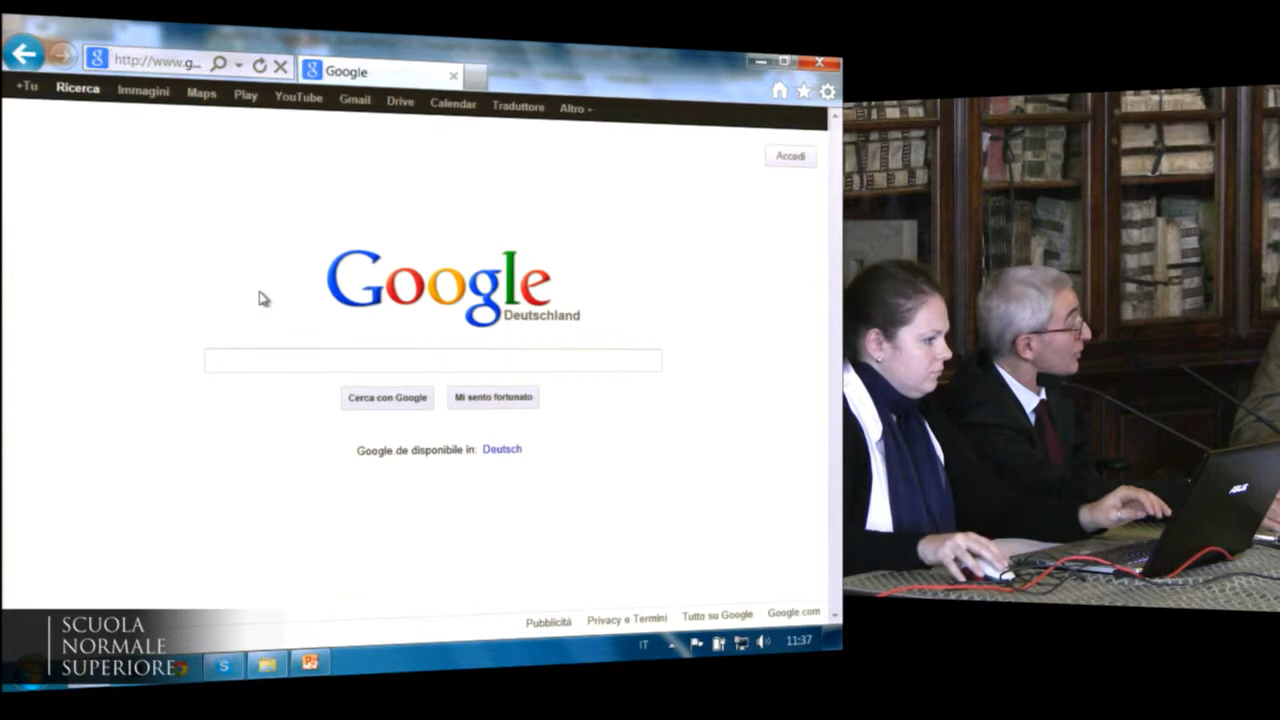 http://www.g...
Google
+Tu Ricerca Immagini Maps Play YouTube Gmail Drive Calendar Traduttore Altro
Accedi
Google
Deutschland
Cerca con Google Mi sento fortunato
Google.de disponibile in: Deutsch
Pubblicità Privacy e Termini Tutto su Google Google.com
IT 11:37
SCUOLA
NORMALE
SUPERIORE
ASUS